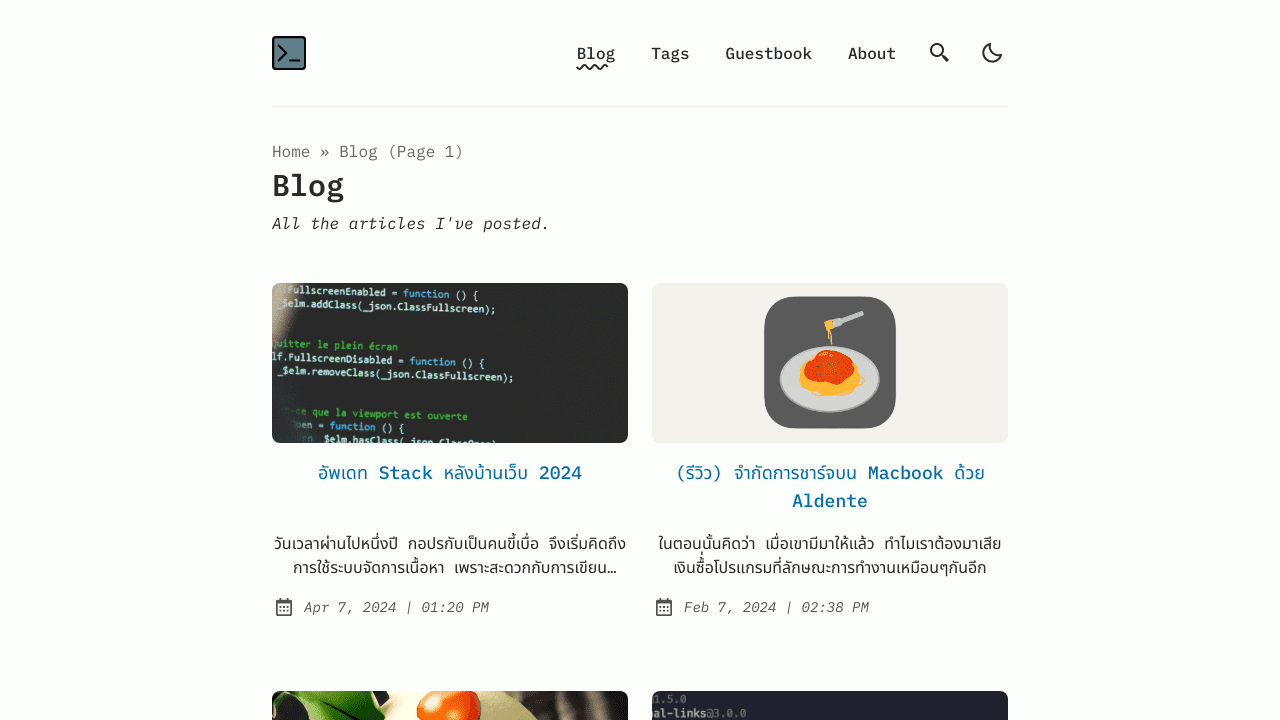 Blog Tags Guestbook About
Home » Blog (Page 1)
Blog
All the articles I've posted.
FullscreenEnabled = function () {
_$elm.addClass(_json.ClassFullscreen);
uitter le plein écran
lf.FullscreenDisabled = function () {
_$elm.removeClass(_json.ClassFullscreen);
ce que la viewport est ouverte
Open = function () {
$elm.hasClass(_json.ClassOpen)
อัพเดท Stack หลังบ้านเว็บ 2024
(รีวิว) จำกัดการชาร์จบน Macbook ด้วย
Aldente
วันเวลาผ่านไปหนึ่งปี กอปรกับเป็นคนขี้เบื่อ จึงเริ่มคิดถึง
การใช้ระบบจัดการเนื้อหา เพราะสะดวกกับการเขียน…
ในตอนนั้นคิดว่า เมื่อเขามีมาให้แล้ว ทำไมเราต้องมาเสีย
เงินซื้อโปรแกรมที่ลักษณะการทำงานเหมือนๆกันอีก
Apr 7, 2024 | 01:20 PM
Feb 7, 2024 | 02:38 PM
1.5.0
nal-links@3.0.0